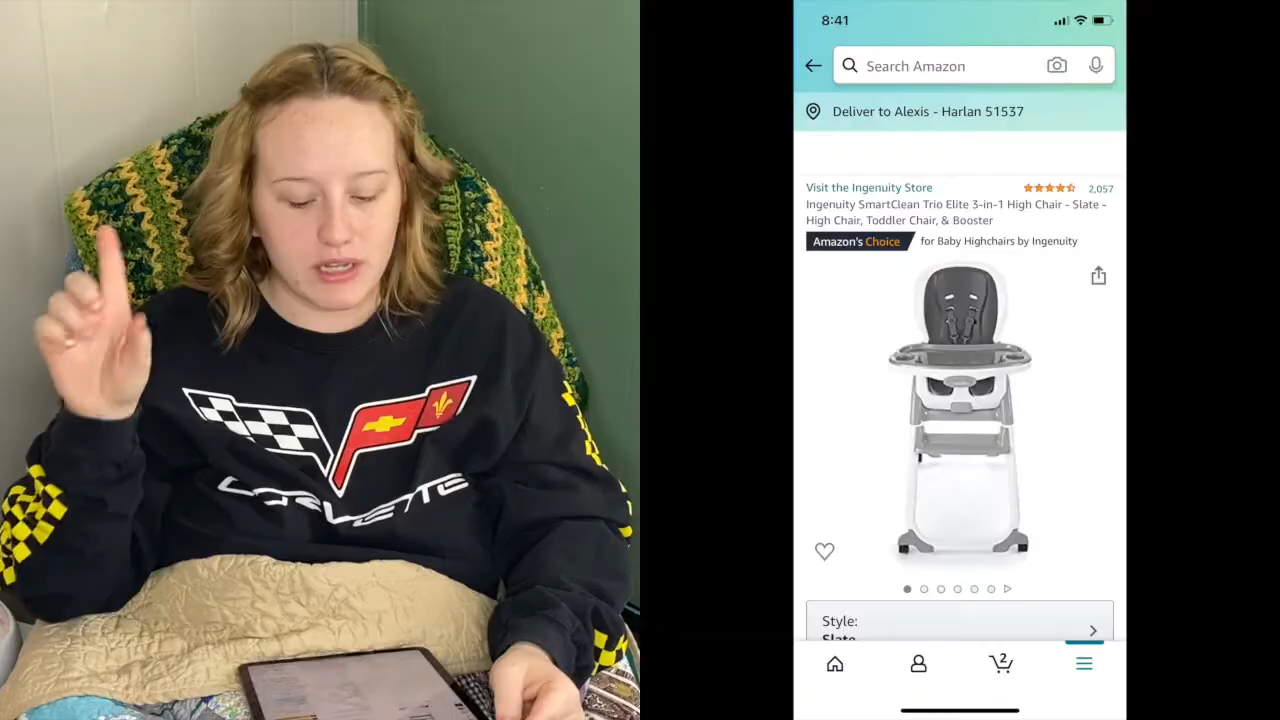 CORVETTE
8:41
Search Amazon
Deliver to Alexis - Harlan 51537
Visit the Ingenuity Store
2,057
Ingenuity SmartClean Trio Elite 3-in-1 High Chair - Slate -
High Chair, Toddler Chair, & Booster
Amazon's Choice for Baby Highchairs by Ingenuity
Style:
Slate
2